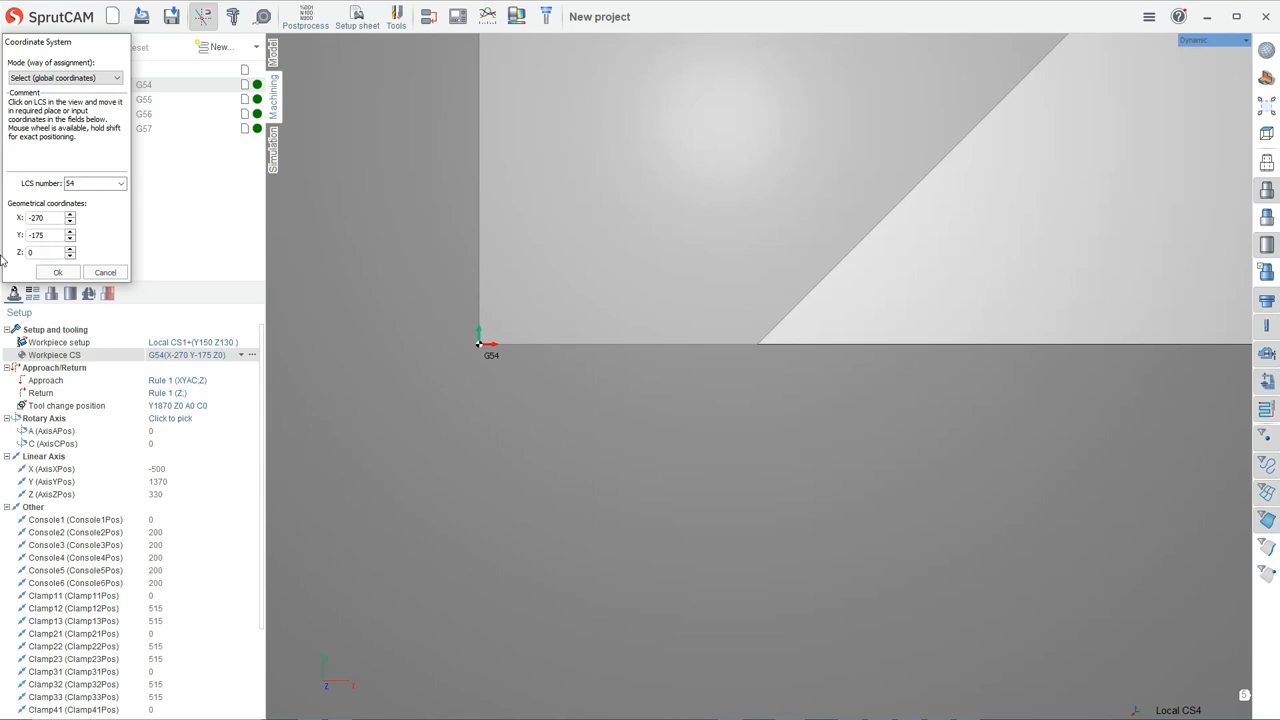 SprutCAM
%001
N10
N100
Postprocess
Setup sheet
Tools
New project
Coordinate System
Mode (way of assignment):
Select (global coordinates)
Comment
Click on LCS in the view and move it
in required place or input
coordinates in the fields below.
Mouse wheel is available, hold shift
for exact positioning.
LCS number: 54
Geometrical coordinates:
X: -270
Y: -175
Z: 0
Ok
Cancel
eset
New...
G54
G55
G56
G57
Model
Machining
Simulation
Dynamic
G54
Setup
Setup and tooling
Workpiece setup Local CS1+(Y150 Z130 )
Workpiece CS G54(X-270 Y-175 Z0)
Approach/Return
Approach Rule 1 (XYAC;Z)
Return Rule 1 (Z;)
Tool change position Y1870 Z0 A0 C0
Rotary Axis Click to pick
A (AxisAPos) 0
C (AxisCPos) 0
Linear Axis
X (AxisXPos) -500
Y (AxisYPos) 1370
Z (AxisZPos) 330
Other
Console1 (Console1Pos) 0
Console2 (Console2Pos) 200
Console3 (Console3Pos) 200
Console4 (Console4Pos) 200
Console5 (Console5Pos) 200
Console6 (Console6Pos) 200
Clamp11 (Clamp11Pos) 0
Clamp12 (Clamp12Pos) 515
Clamp13 (Clamp13Pos) 515
Clamp21 (Clamp21Pos) 0
Clamp22 (Clamp22Pos) 515
Clamp23 (Clamp23Pos) 515
Clamp31 (Clamp31Pos) 0
Clamp32 (Clamp32Pos) 515
Clamp33 (Clamp33Pos) 515
Clamp41 (Clamp41Pos) 0
Z
5
Local CS4